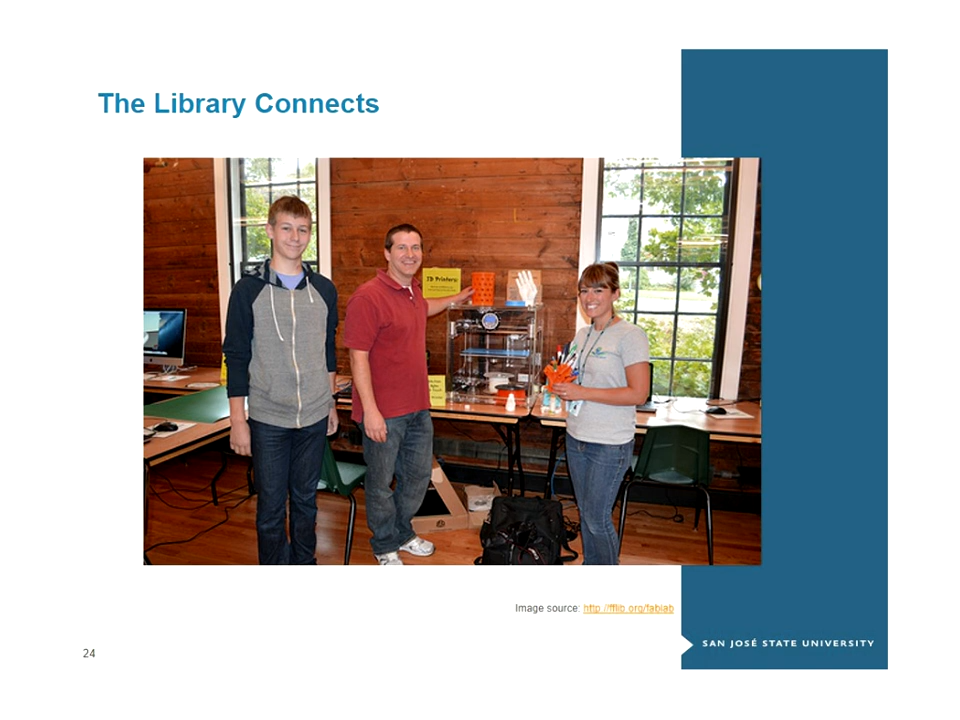 The Library Connects
3D Printers
Image source: http://fflib.org/fablab
24
SAN JOSÉ STATE UNIVERSITY